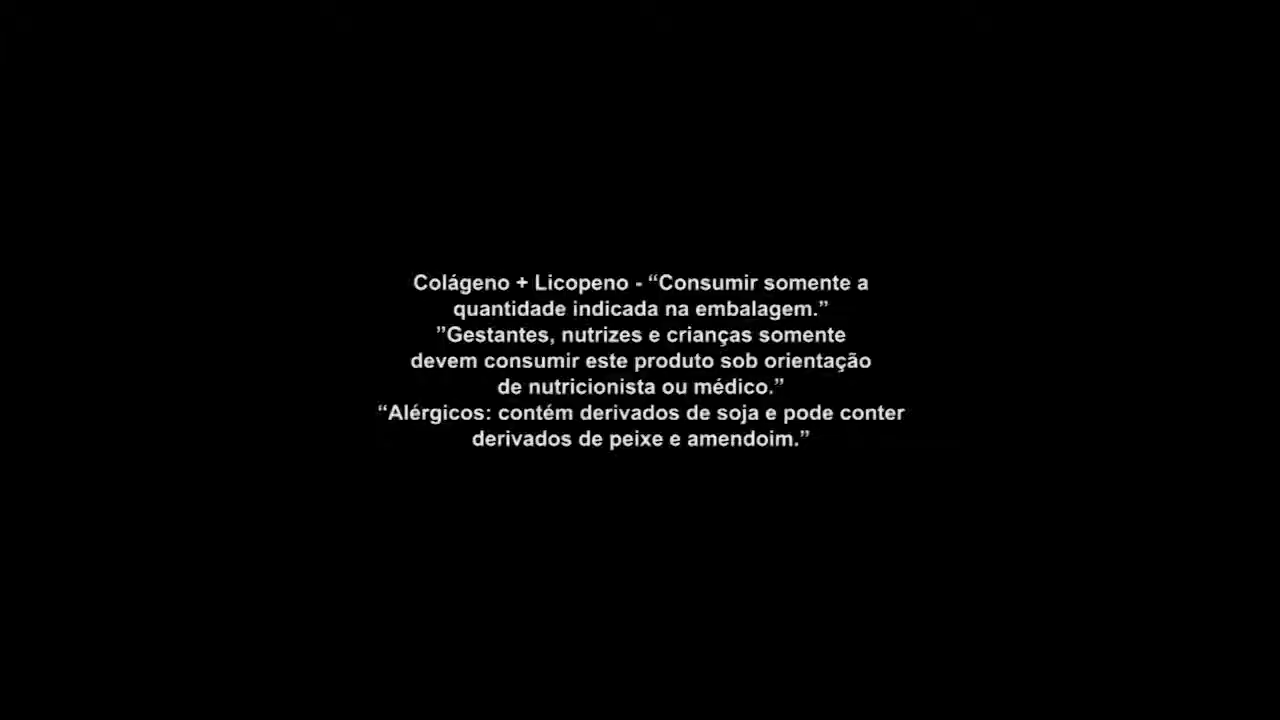 Colágeno + Licopeno - “Consumir somente a
quantidade indicada na embalagem.”
”Gestantes, nutrizes e crianças somente
devem consumir este produto sob orientação
de nutricionista ou médico.”
“Alérgicos: contém derivados de soja e pode conter
derivados de peixe e amendoim.”